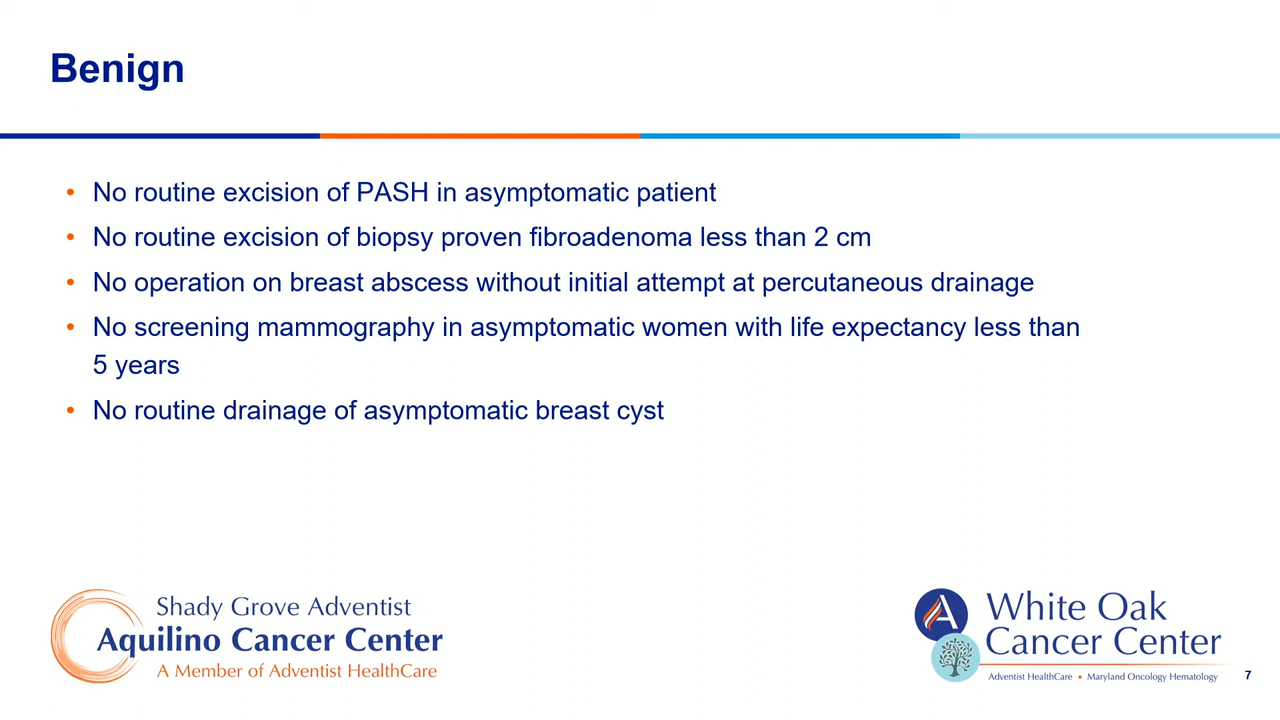 Benign
• No routine excision of PASH in asymptomatic patient
• No routine excision of biopsy proven fibroadenoma less than 2 cm
• No operation on breast abscess without initial attempt at percutaneous drainage
• No screening mammography in asymptomatic women with life expectancy less than
5 years
• No routine drainage of asymptomatic breast cyst
Shady Grove Adventist
Aquilino Cancer Center
A Member of Adventist HealthCare
A
White Oak
Cancer Center
Adventist HealthCare • Maryland Oncology Hematology
7